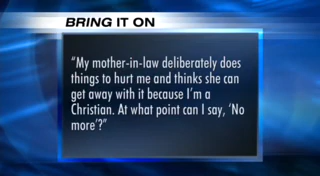 BRING IT ON
“My mother-in-law deliberately does
things to hurt me and thinks she can
get away with it because I’m a
Christian. At what point can I say, ‘No
more’?”